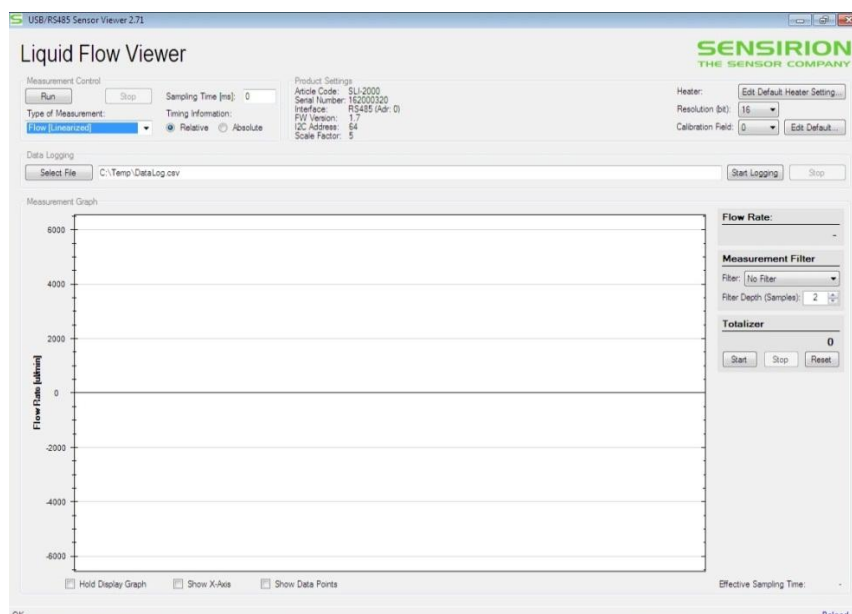 USB/RS485 Sensor Viewer 2.71
Liquid Flow Viewer
SENSIRION
THE SENSOR COMPANY
Measurement Control
Run
Stop
Sampling Time [ms]: 0
Type of Measurement:
Timing Information:
Flow [Linearized]
Relative
Absolute
Product Settings
Article Code: SLI-2000
Serial Number: 162000320
Interface: RS485 (Adr: 0)
FW Version: 1.7
I2C Address: 64
Scale Factor: 5
Heater: Edit Default Heater Setting...
Resolution (bit): 16
Calibration Field: 0 Edit Default...
Data Logging
Select File C:\Temp\DataLog.csv Start Logging Stop
Measurement Graph
6000
4000
2000
0
-2000
-4000
-6000
Flow Rate [ul/min]
Flow Rate:
-
Measurement Filter
Filter: No Filter
Filter Depth (Samples): 2
Totalizer
0
Start Stop Reset
Hold Display Graph Show X-Axis Show Data Points
Effective Sampling Time: -
OK
Reload